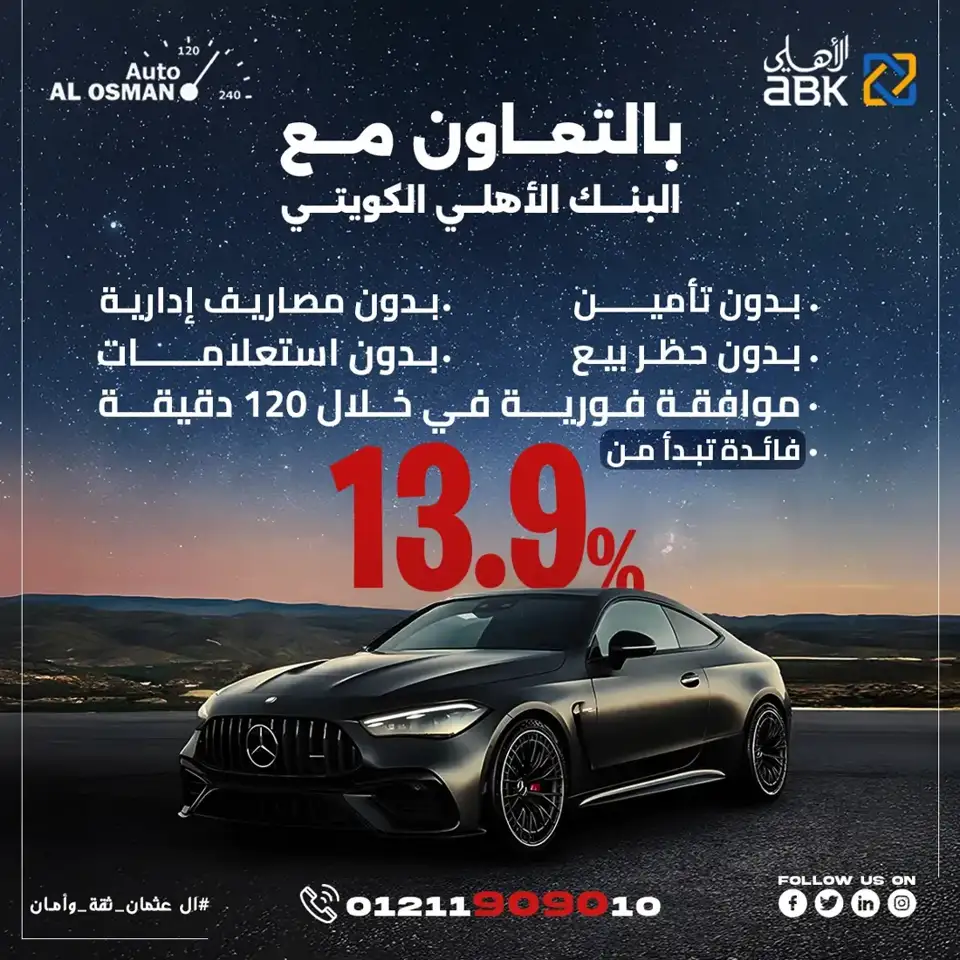 120
Auto
AL OSMAN
240
الأهلي
aBK
بالتعاون مع
البنك الأهلي الكويتي
. بدون تأمين
. بدون مصاريف إدارية
. بدون حظر بيع
. بدون استعلامات
. موافقة فورية في خلال 120 دقيقة
. فائدة تبدأ من
13.9%
#ال عثمان_ثقة_وأمان
01211909010
FOLLOW US ON